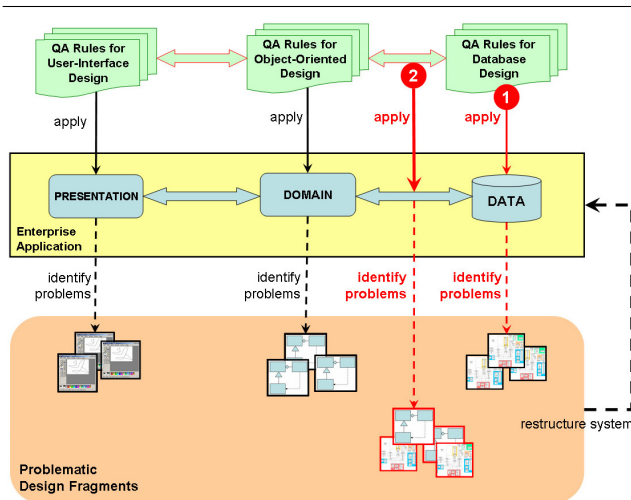 QA Rules for
User-Interface
Design
QA Rules for
Object-Oriented
Design
QA Rules for
Database
Design
2
1
apply
apply
apply
apply
PRESENTATION
DOMAIN
DATA
Enterprise
Application
identify
problems
identify
problems
identify
problems
identify
problems
restructure system
Problematic
Design Fragments